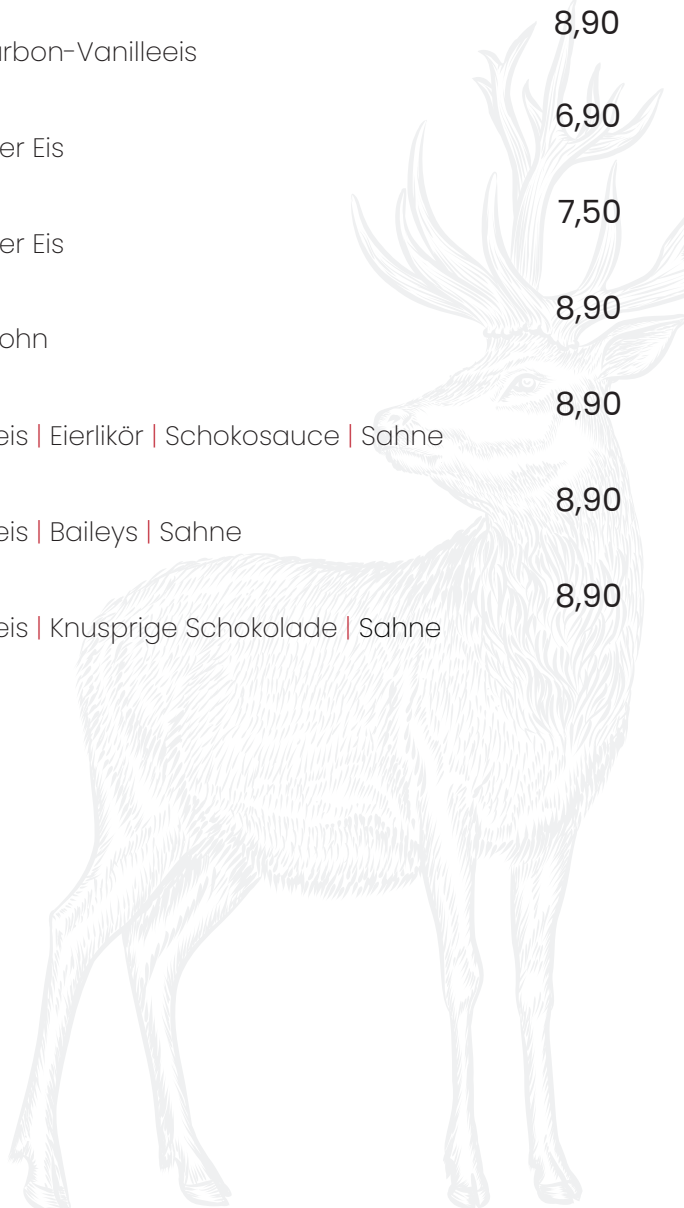 8,90
rbon-Vanilleeis
6,90
er Eis
7,50
er Eis
8,90
ohn
8,90
eis | Eierlikör | Schokosauce | Sahne
8,90
eis | Baileys | Sahne
8,90
eis | Knusprige Schokolade | Sahne